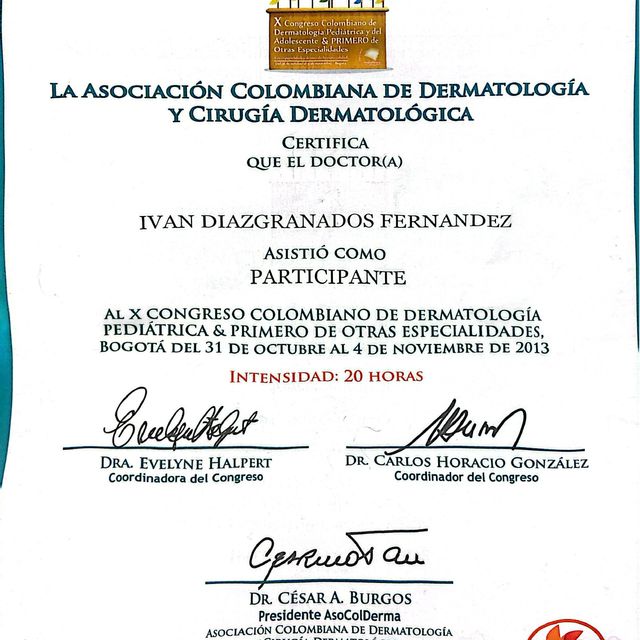 X Congreso Colombiano de
Dermatología Pediátrica y del
Adolescente & PRIMERO de
Otras Especialidades
LA ASOCIACIÓN COLOMBIANA DE DERMATOLOGÍA
Y CIRUGÍA DERMATOLÓGICA
CERTIFICA
QUE EL DOCTOR(A)
IVAN DIAZGRANADOS FERNANDEZ
ASISTIÓ COMO
PARTICIPANTE
AL X CONGRESO COLOMBIANO DE DERMATOLOGÍA
PEDIÁTRICA & PRIMERO DE OTRAS ESPECIALIDADES,
BOGOTÁ DEL 31 DE OCTUBRE AL 4 DE NOVIEMBRE DE 2013
INTENSIDAD: 20 HORAS
DRA. EVELYNE HALPERT
Coordinadora del Congreso
DR. CARLOS HORACIO GONZÁLEZ
Coordinador del Congreso
DR. CÉSAR A. BURGOS
Presidente AsoColDerma
ASOCIACIÓN COLOMBIANA DE DERMATOLOGÍA